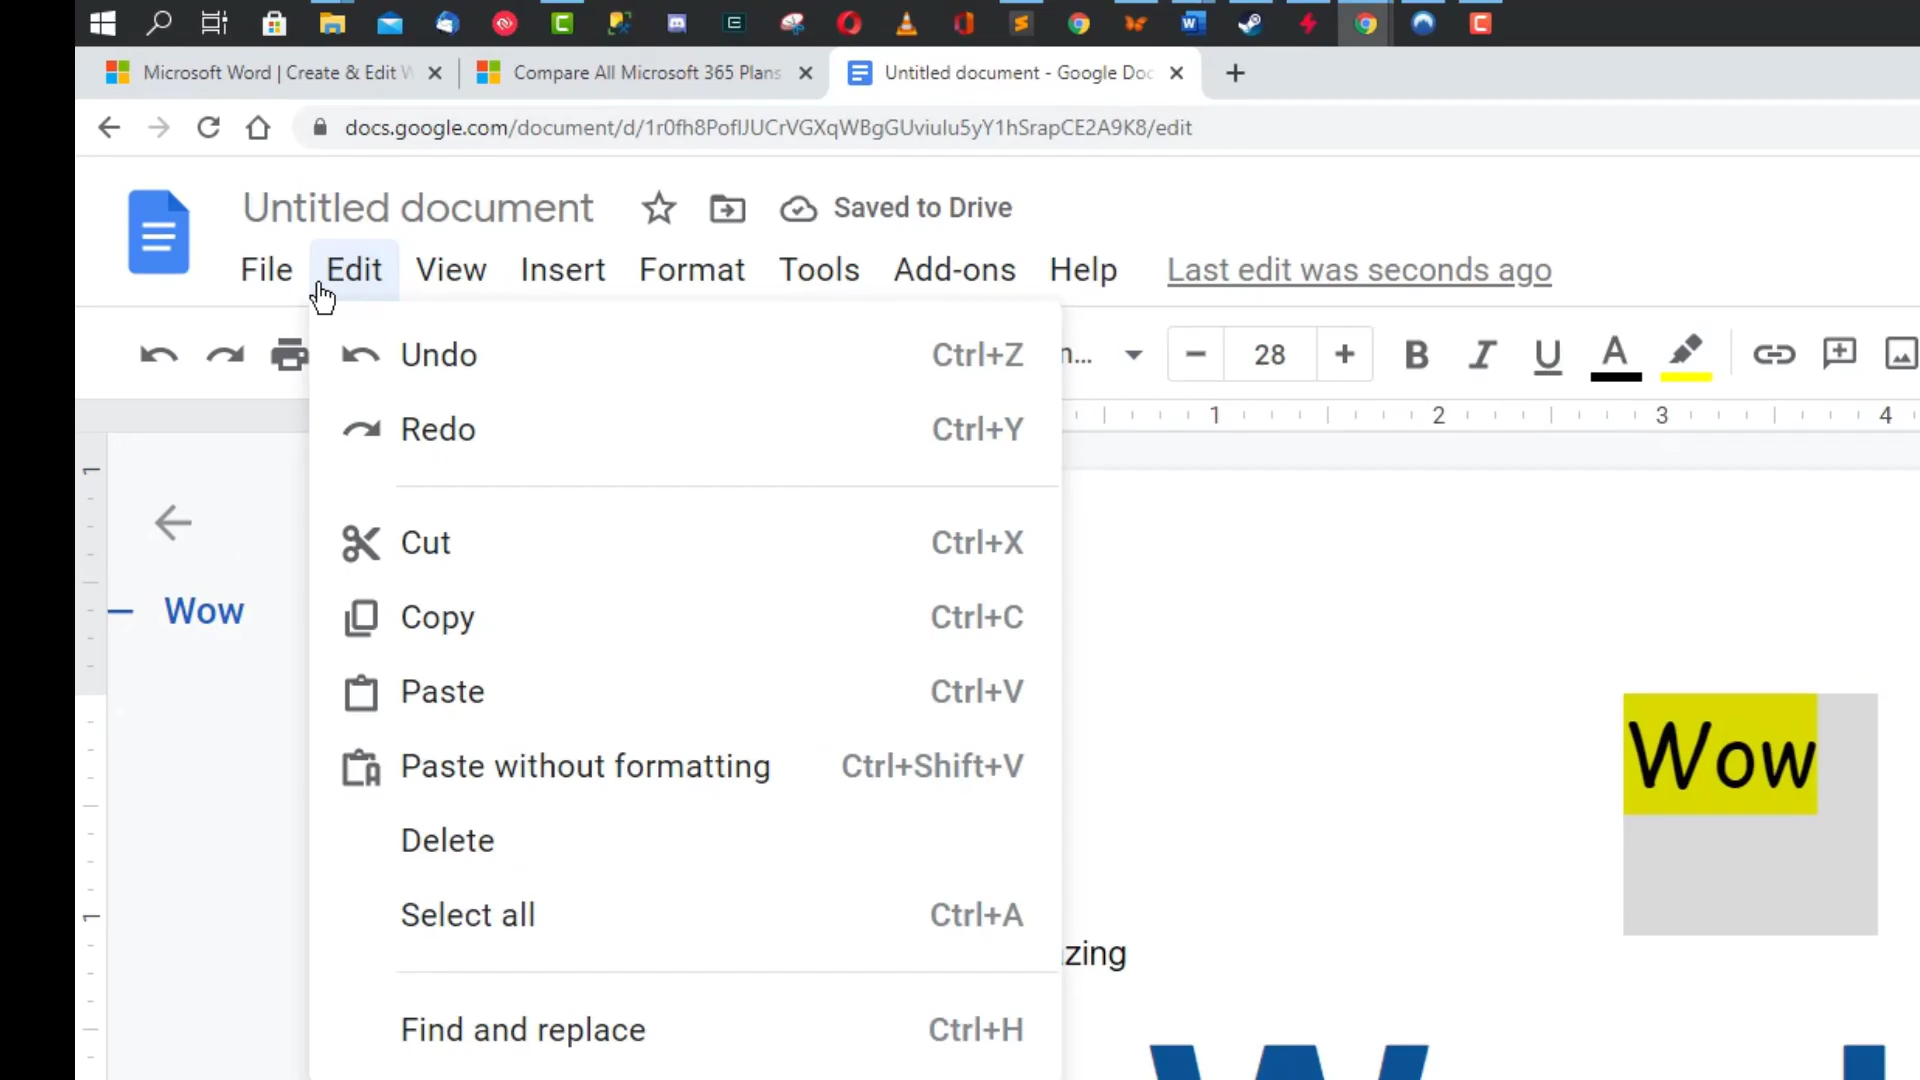 Microsoft Word | Create & Edit W
Compare All Microsoft 365 Plans
Untitled document - Google Doc
docs.google.com/document/d/1r0fh8PoflJUCrVGXqWBgGUviulu5yY1hSrapCE2A9K8/edit
Untitled document
Saved to Drive
File Edit View Insert Format Tools Add-ons Help Last edit was seconds ago
n... 28 B I U A
1 2 3 4
Undo Ctrl+Z
Redo Ctrl+Y
Cut Ctrl+X
Copy Ctrl+C
Paste Ctrl+V
Paste without formatting Ctrl+Shift+V
Delete
Select all Ctrl+A
Find and replace Ctrl+H
1
1
Wow
Wow
zing